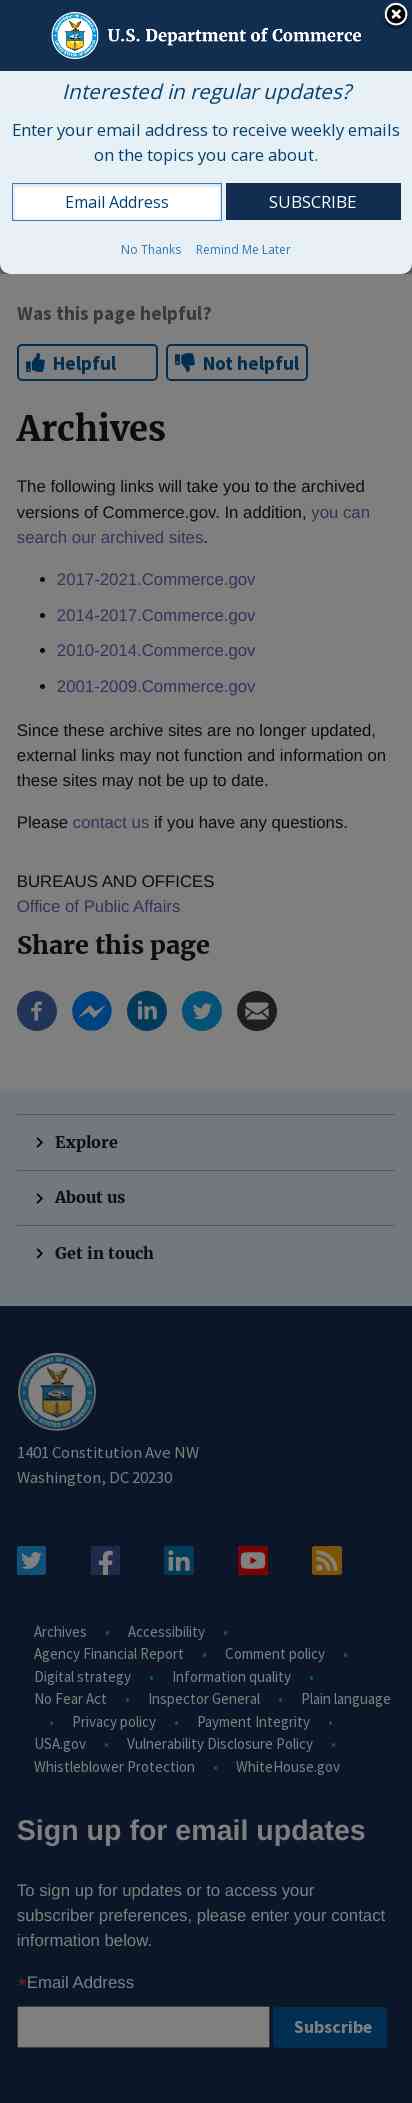 U.S. Department of Commerce
Interested in regular updates?
Enter your email address to receive weekly emails
on the topics you care about.
Email Address
SUBSCRIBE
No Thanks Remind Me Later
Was this page helpful?
Helpful
Not helpful
Archives
The following links will take you to the archived
versions of Commerce.gov. In addition, you can
search our archived sites.
• 2017-2021.Commerce.gov
• 2014-2017.Commerce.gov
• 2010-2014.Commerce.gov
• 2001-2009.Commerce.gov
Since these archive sites are no longer updated,
external links may not function and information on
these sites may not be up to date.
Please contact us if you have any questions.
BUREAUS AND OFFICES
Office of Public Affairs
Share this page
Explore
About us
Get in touch
1401 Constitution Ave NW
Washington, DC 20230
Archives • Accessibility •
Agency Financial Report • Comment policy •
Digital strategy • Information quality •
No Fear Act • Inspector General • Plain language
• Privacy policy • Payment Integrity •
USA.gov • Vulnerability Disclosure Policy •
Whistleblower Protection • WhiteHouse.gov
Sign up for email updates
To sign up for updates or to access your
subscriber preferences, please enter your contact
information below.
*Email Address
Subscribe